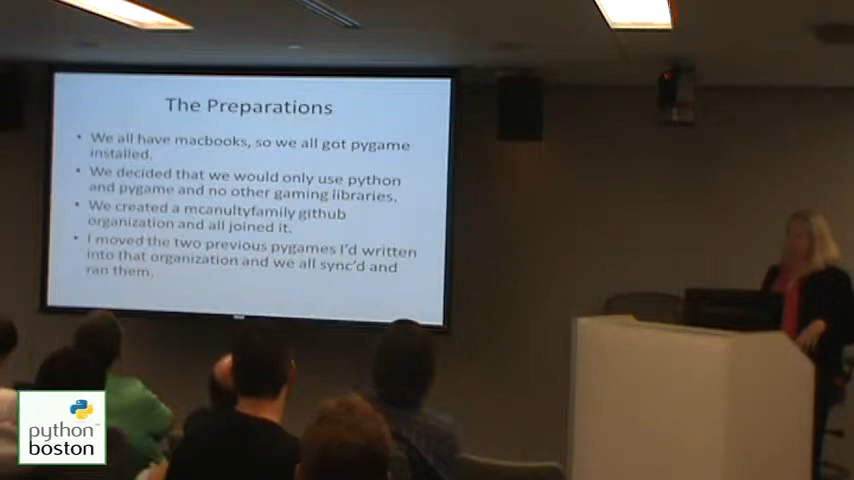 The Preparations
• We all have macbooks, so we all got pygame
installed.
• We decided that we would only use python
and pygame and no other gaming libraries.
• We created a mcanultyfamily github
organization and all joined it.
• I moved the two previous pygames I'd written
into that organization and we all sync'd and
ran them.
python™
boston